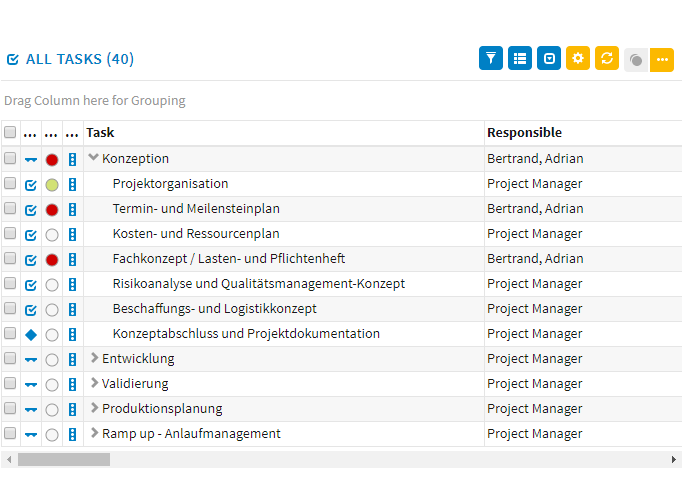 ALL TASKS (40)
Drag Column here for Grouping
... ... ... Task Responsible
Konzeption Bertrand, Adrian
Projektorganisation Project Manager
Termin- und Meilensteinplan Bertrand, Adrian
Kosten- und Ressourcenplan Project Manager
Fachkonzept / Lasten- und Pflichtenheft Bertrand, Adrian
Risikoanalyse und Qualitätsmanagement-Konzept Project Manager
Beschaffungs- und Logistikkonzept Project Manager
Konzeptabschluss und Projektdokumentation Project Manager
Entwicklung Project Manager
Validierung Project Manager
Produktionsplanung Project Manager
Ramp up - Anlaufmanagement Project Manager